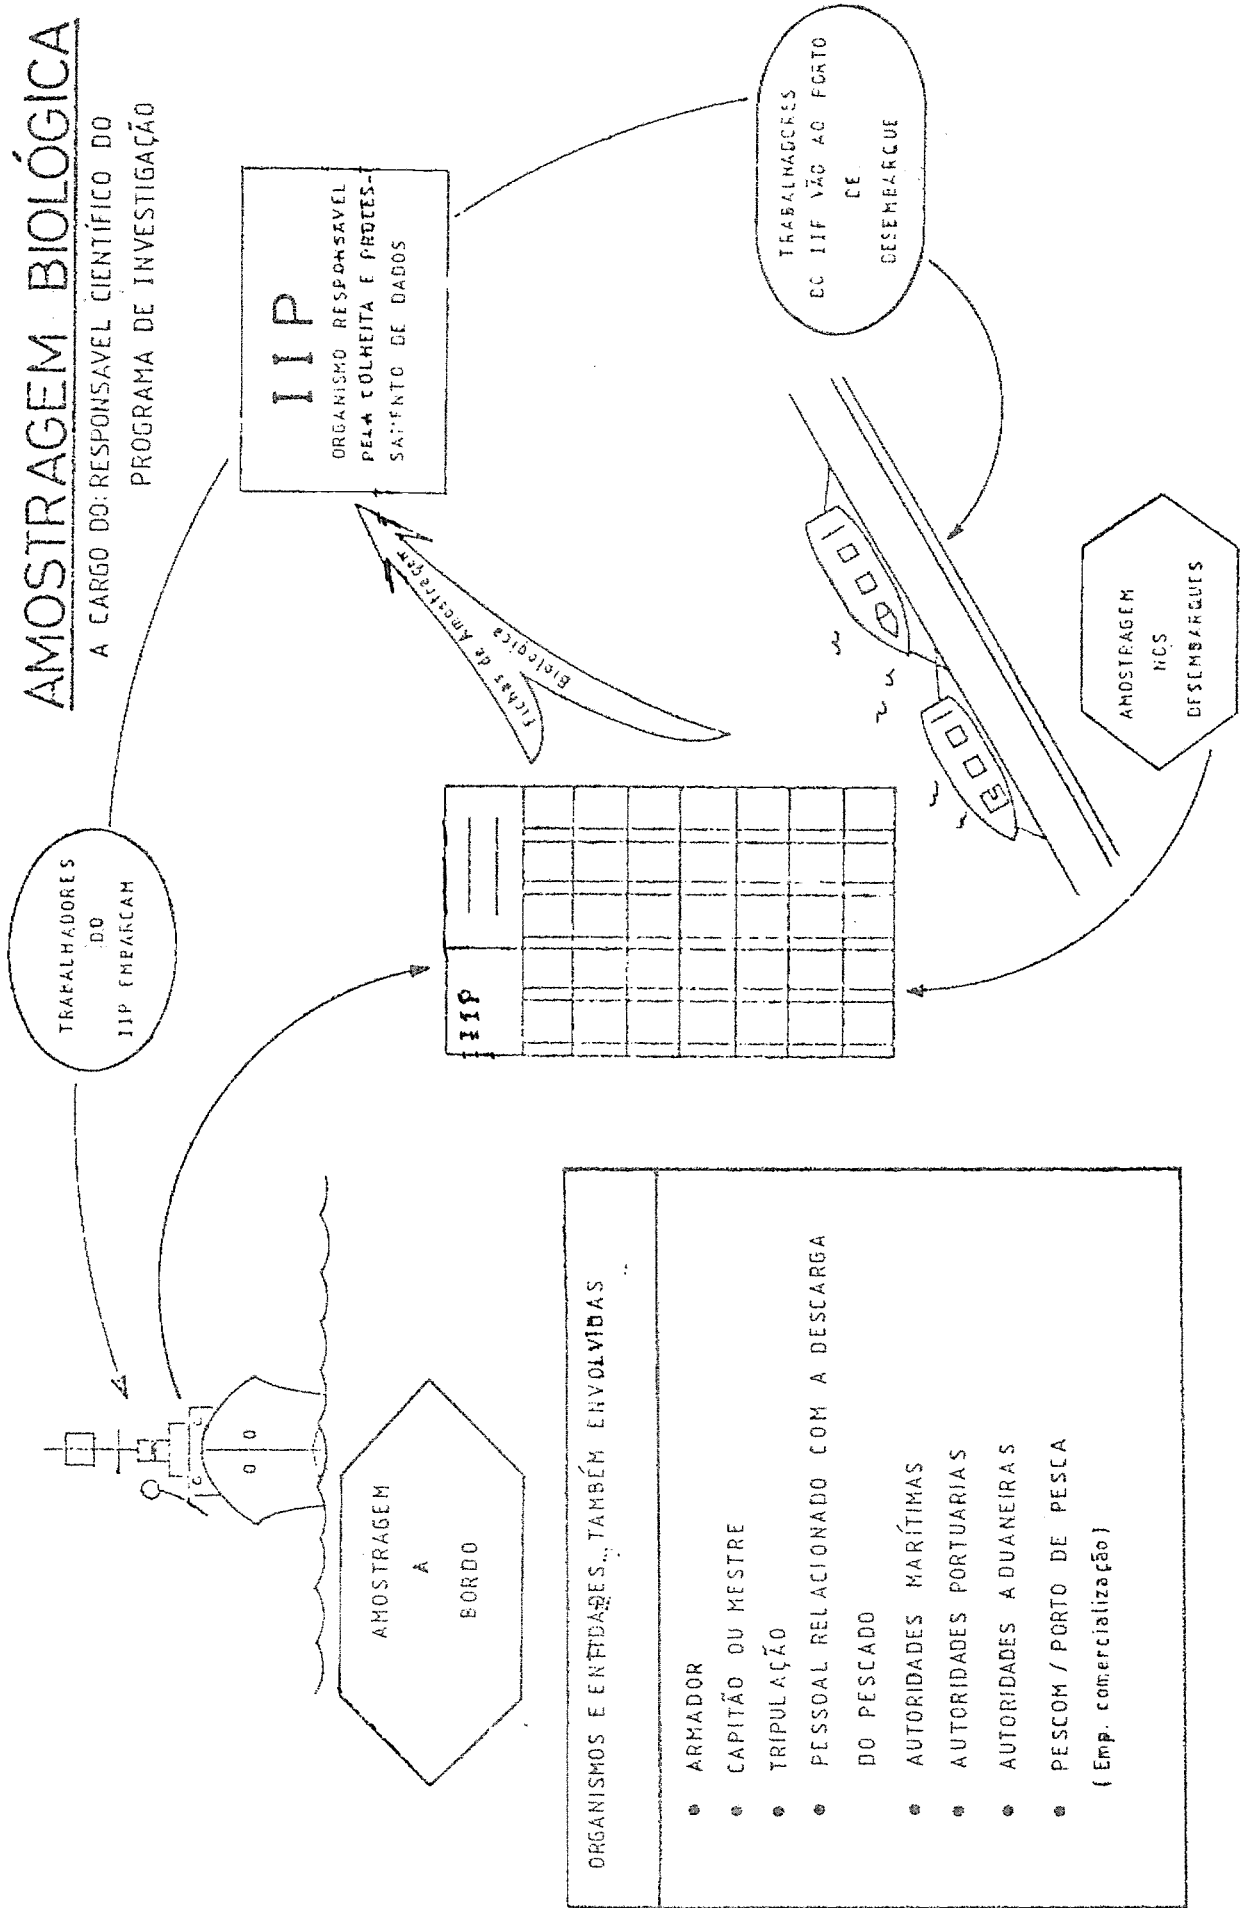 AMOSTRAGEM BIOLÓGICA
A CARGO DO:RESPONSAVEL CIENTÍFICO DO
PROGRAMA DE INVESTIGAÇÃO
TRABALHADORES
DO
IIP EMBARCAM
IIP
ORGANISMO RESPONSAVEL
PELA COLHEITA E PROCES-
SAMENTO DE DADOS
Fichas de Amostragem
Biologica
IIP
AMOSTRAGEM
A
BORDO
TRABALHADORES
DO IIP VÃO AO PORTO
DE
DESEMBARQUE
AMOSTRAGEM
NOS
DESEMBARQUES
ORGANISMOS E ENTIDADES, TAMBÉM ENVOLVIDAS
• ARMADOR
• CAPITÃO OU MESTRE
• TRIPULAÇÃO
• PESSOAL RELACIONADO COM A DESCARGA
DO PESCADO
• AUTORIDADES MARÍTIMAS
• AUTORIDADES PORTUARIAS
• AUTORIDADES ADUANEIRAS
• PESCOM / PORTO DE PESCA
(Emp. comercialização)